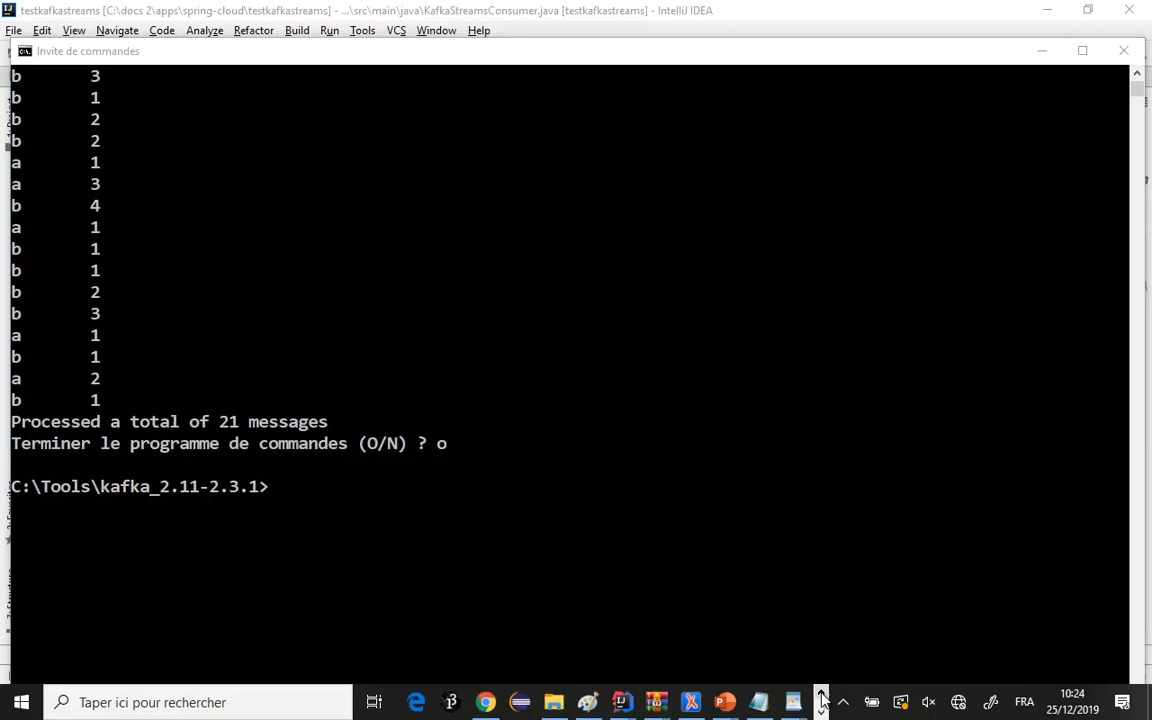 testkafkastreams [C:\docs 2\apps\spring-cloud\testkafkastreams] - ...\src\main\java\KafkaStreamsConsumer.java [testkafkastreams] - IntelliJ IDEA
File Edit View Navigate Code Analyze Refactor Build Run Tools VCS Window Help
Invite de commandes
b 3
b 1
b 2
b 2
a 1
a 3
b 4
a 1
b 1
b 1
b 2
b 3
a 1
b 1
a 2
b 1
Processed a total of 21 messages
Terminer le programme de commandes (O/N) ? o
C:\Tools\kafka_2.11-2.3.1>
Taper ici pour rechercher
FRA
10:24
25/12/2019